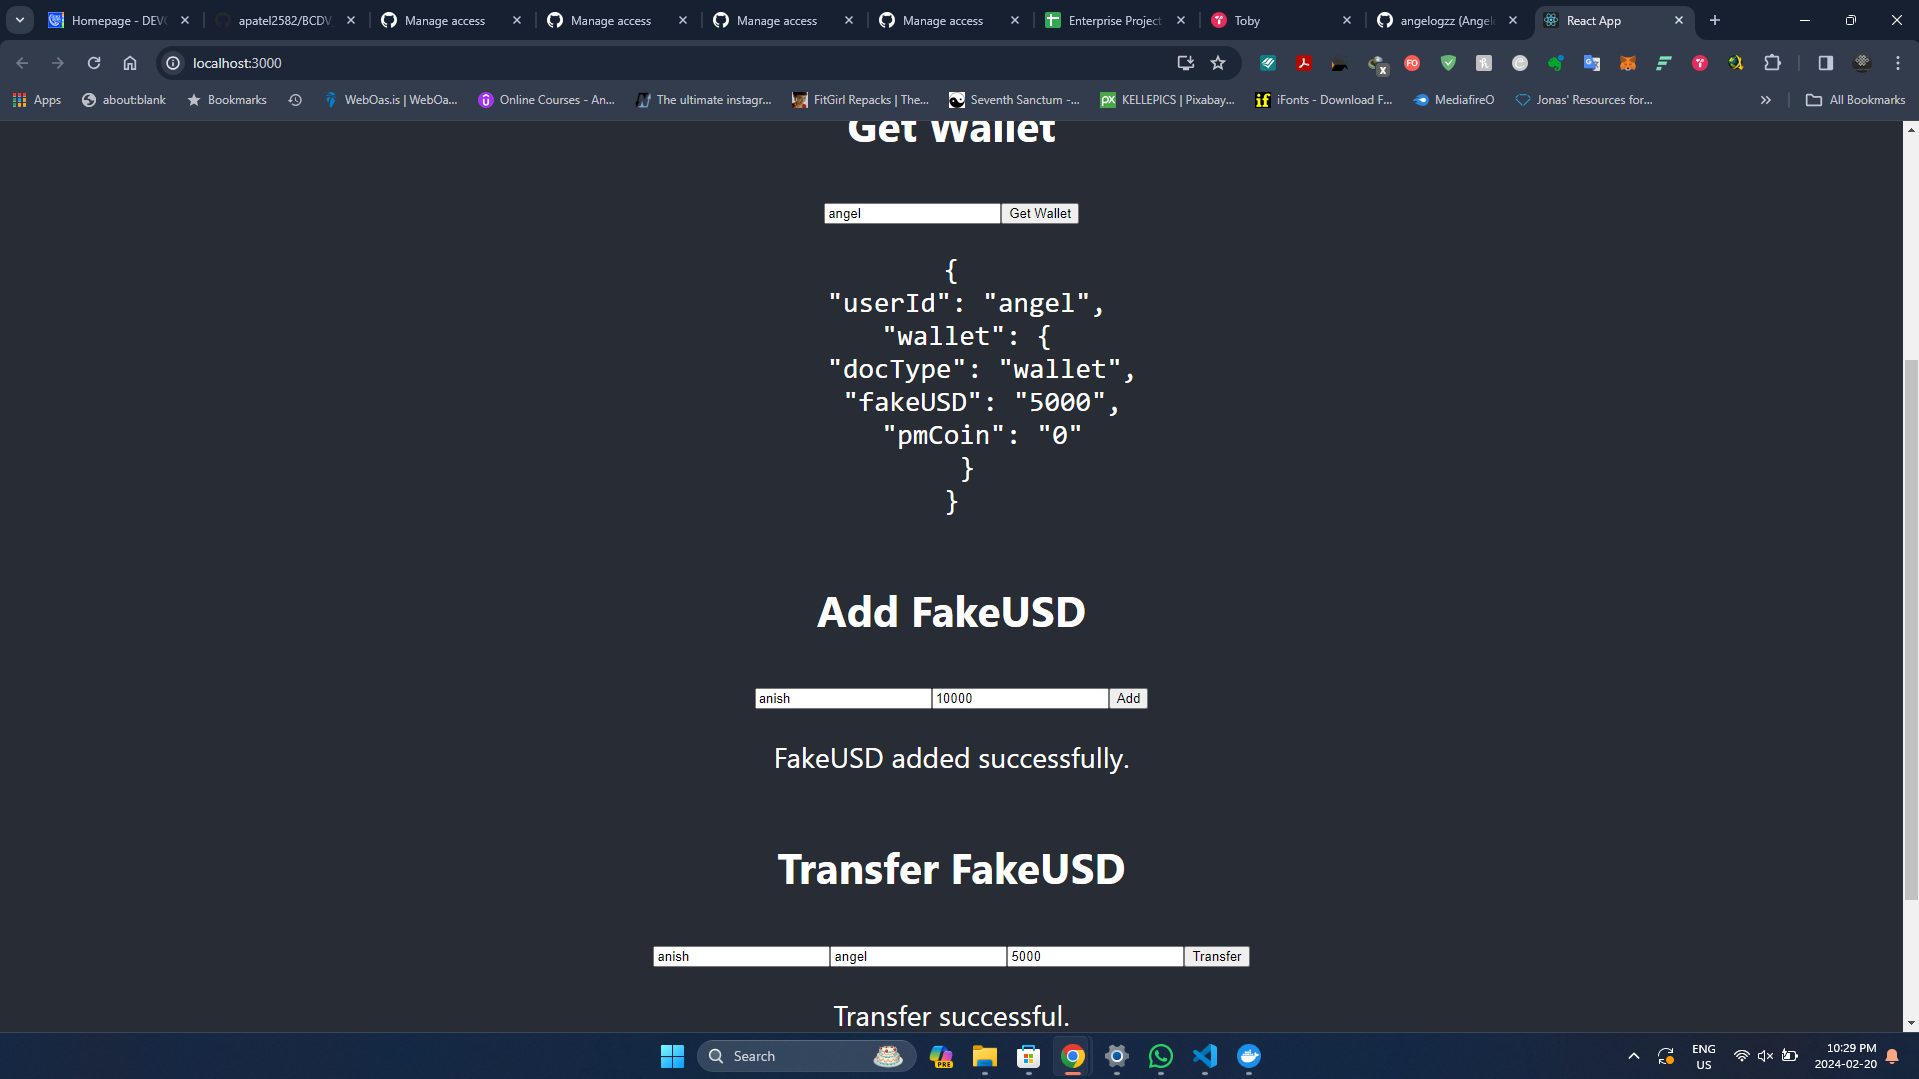 Homepage - DEVC
apatel2582/BCDV
Manage access
Manage access
Manage access
Manage access
Enterprise Project
Toby
angelogzz (Angel
React App
localhost:3000
Apps
about:blank
Bookmarks
WebOas.is | WebOa...
Online Courses - An...
The ultimate instagr...
FitGirl Repacks | The...
Seventh Sanctum -...
KELLEPICS | Pixabay...
iFonts - Download F...
MediafireO
Jonas' Resources for...
All Bookmarks
Get Wallet
angel Get Wallet
{
"userId": "angel",
"wallet": {
"docType": "wallet",
"fakeUSD": "5000",
"pmCoin": "0"
}
}
Add FakeUSD
anish 10000 Add
FakeUSD added successfully.
Transfer FakeUSD
anish angel 5000 Transfer
Transfer successful.
Search
PRE
ENG
US
10:29 PM
2024-02-20